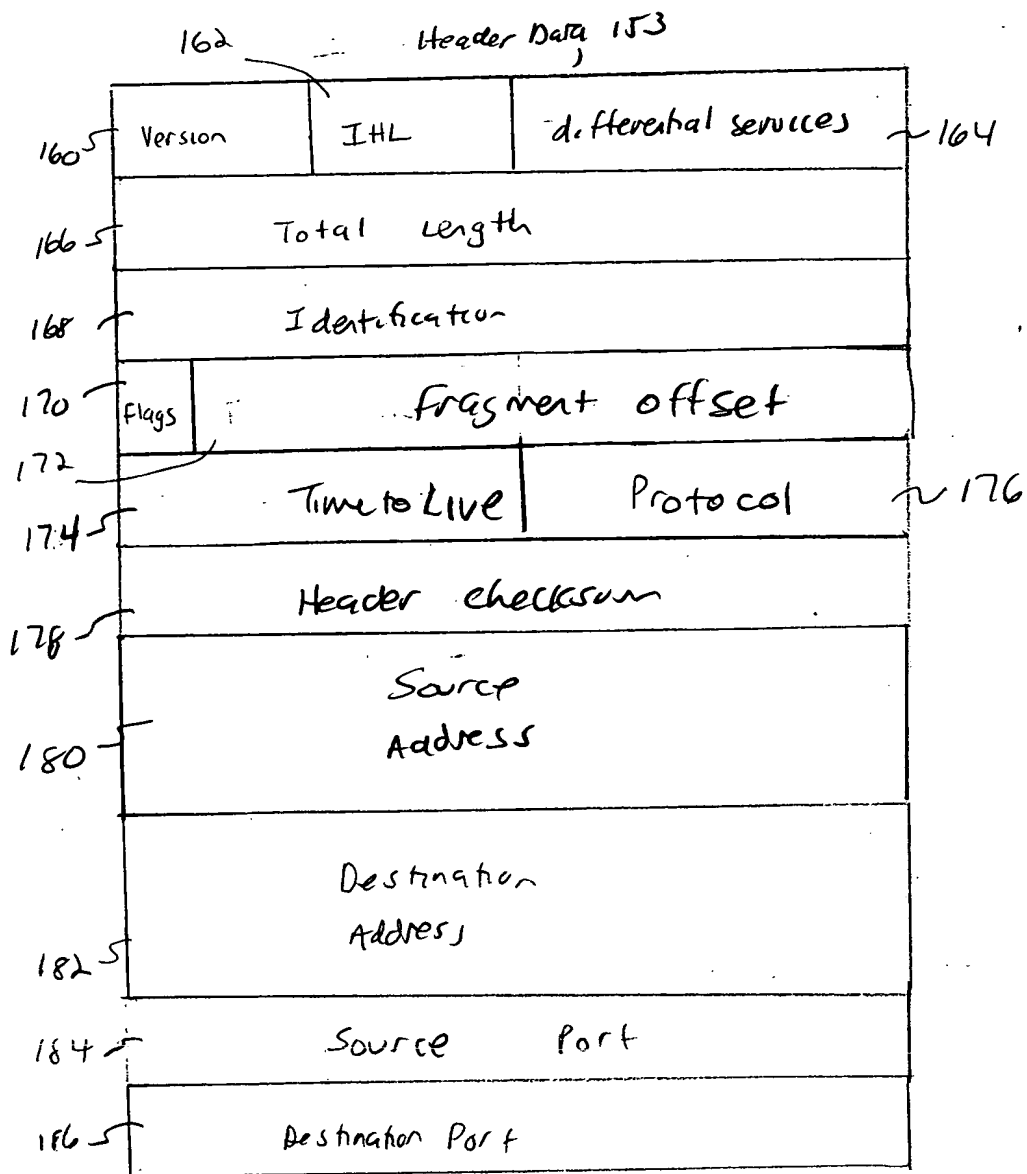 162 Header Data 153
160 Version IHL differential services 164
166 Total Length
168 Identification
170 Flags Fragment offset
172
174 Time to Live Protocol 176
178 Header checksum
180 Source
Address
Destination
Address
182
184 Source Port
186 Destination Port